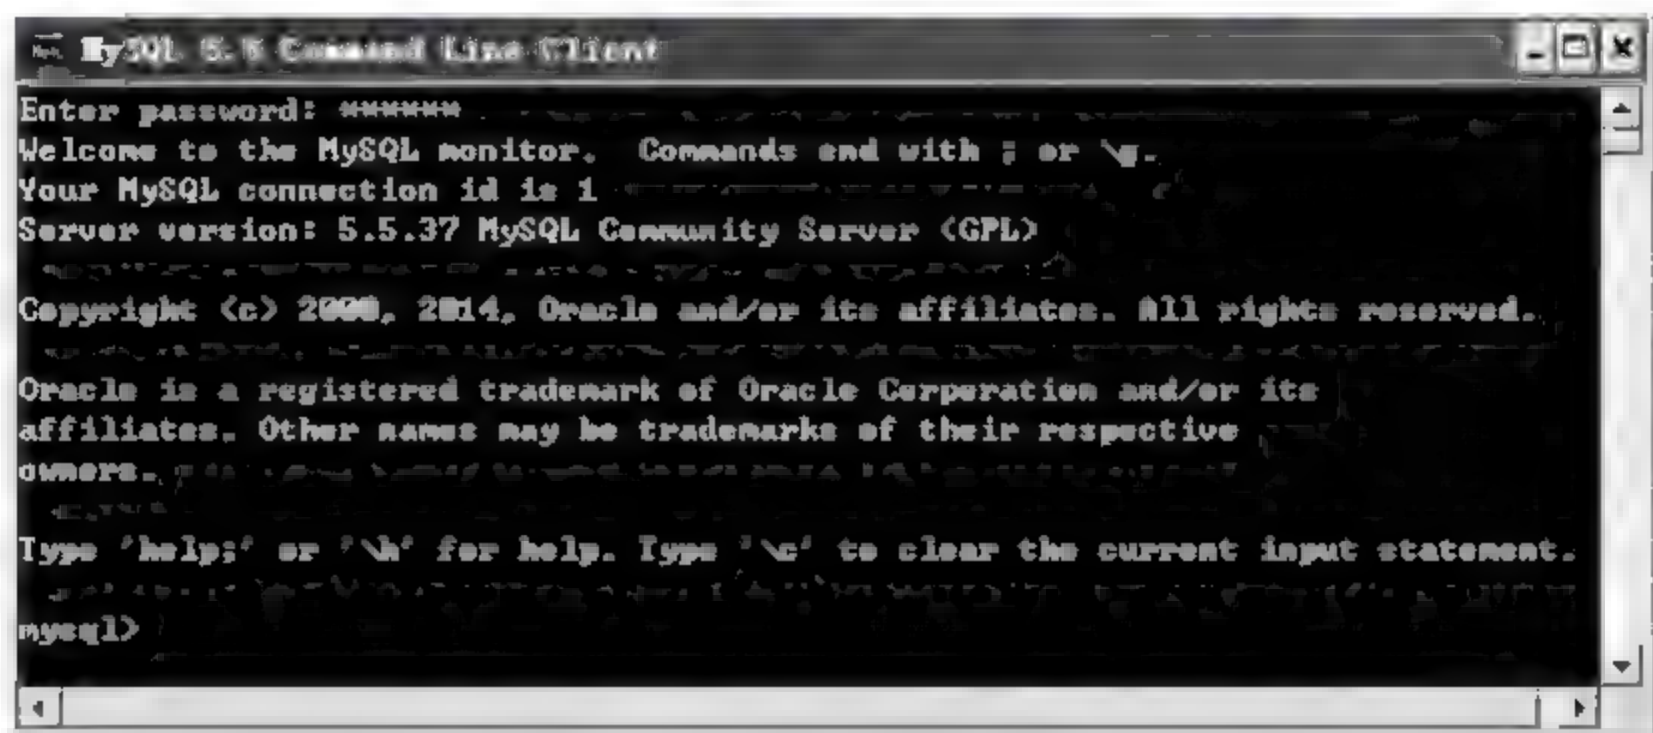 MySQL 5.5 Command Line Client
Enter password: ******
Welcome to the MySQL monitor.  Commands end with ; or \g.
Your MySQL connection id is 1
Server version: 5.5.37 MySQL Community Server (GPL)
Copyright (c) 2000, 2014, Oracle and/or its affiliates. All rights reserved.
Oracle is a registered trademark of Oracle Corporation and/or its
affiliates. Other names may be trademarks of their respective
owners.
Type 'help;' or '\h' for help. Type '\c' to clear the current input statement.
mysql>